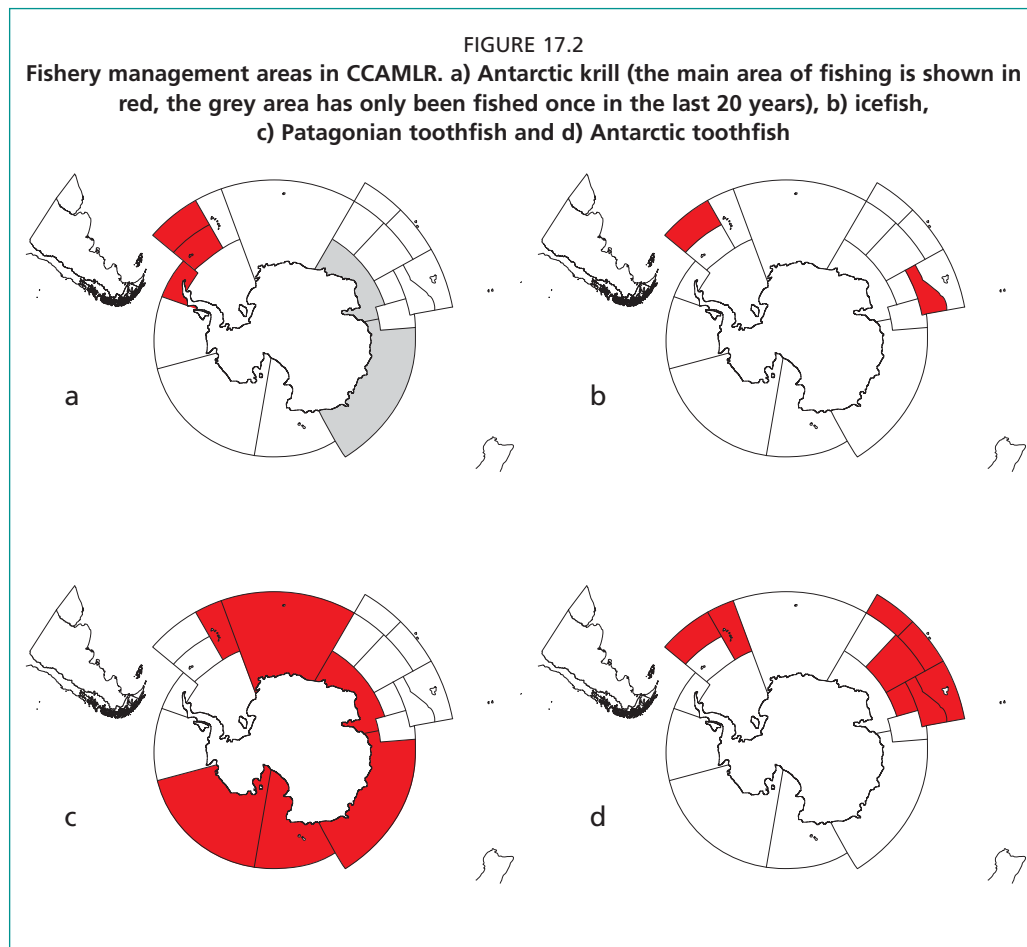 FIGURE 17.2
Fishery management areas in CCAMLR. a) Antarctic krill (the main area of fishing is shown in
red, the grey area has only been fished once in the last 20 years), b) icefish,
c) Patagonian toothfish and d) Antarctic toothfish
a
b
c
d